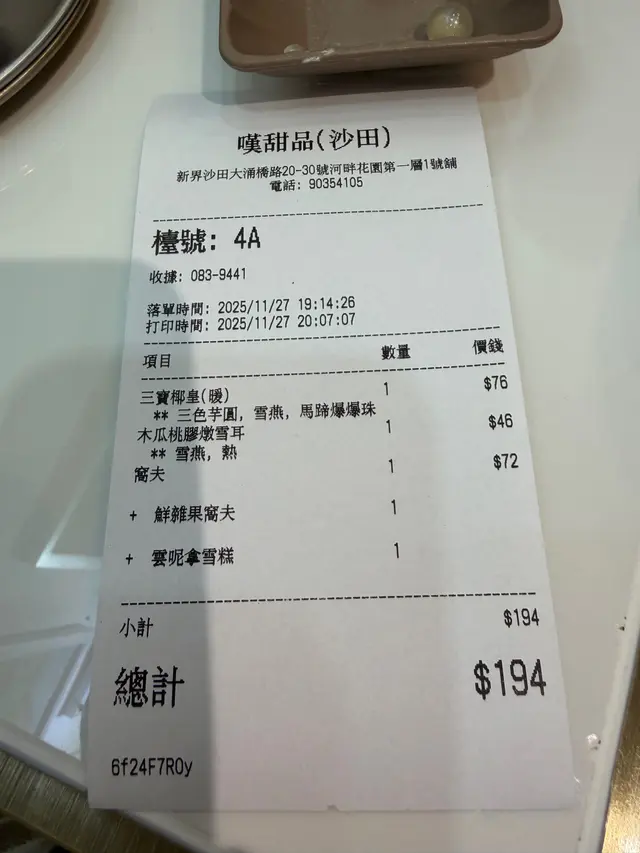 嘆甜品(沙田)
新界沙田大涌橋路20-30號河畔花園第一層1號舖
電話: 90354105
檯號: 4A
收據: 083-9441
落單時間: 2025/11/27 19:14:26
打印時間: 2025/11/27 20:07:07
項目 數量 價錢
三寶椰皇(暖) 1 $76
** 三色芋圓, 雪燕, 馬蹄爆爆珠
木瓜桃膠燉雪耳 1 $46
** 雪燕, 熱
窩夫 1 $72
+ 鮮雜果窩夫 1
+ 雲呢拿雪糕 1
小計 $194
總計 $194
6f24F7R0y